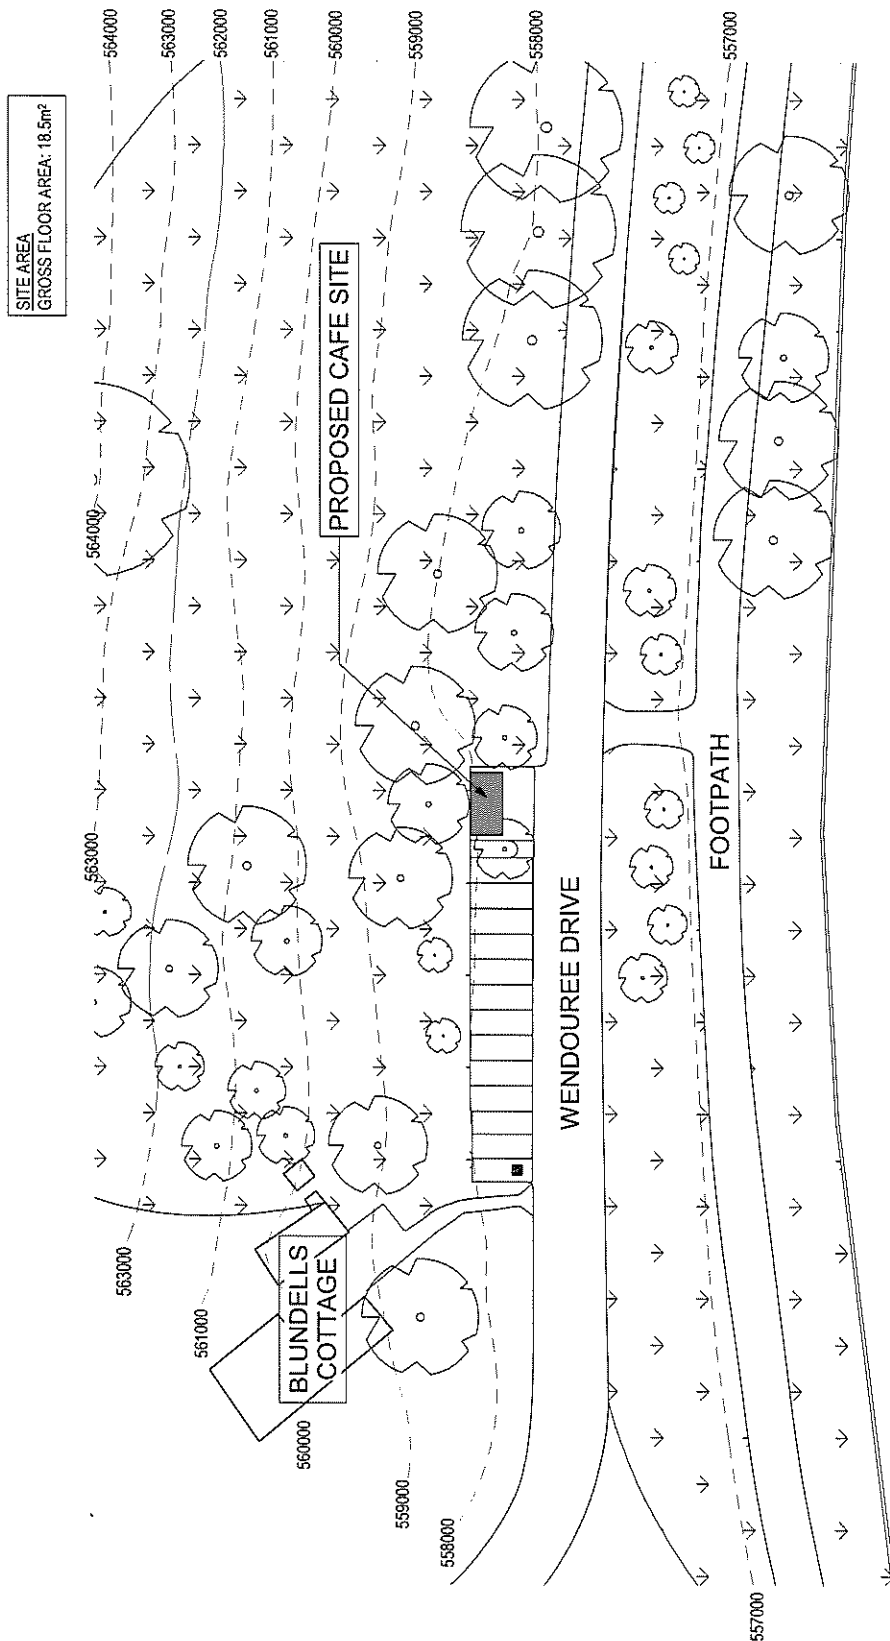 SITE AREA
GROSS FLOOR AREA: 18.5m²
564000
563000
562000
561000
560000
559000
558000
557000
PROPOSED CAFE SITE
564000
563000
WENDOUREE DRIVE
FOOTPATH
BLUNDELLS
COTTAGE
563000
561000
560000
559000
558000
557000